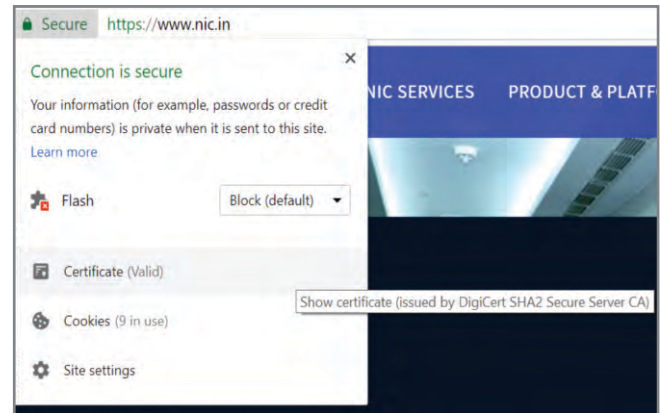 Secure https://www.nic.in
Connection is secure
Your information (for example, passwords or credit
card numbers) is private when it is sent to this site.
Learn more
NIC SERVICES PRODUCT & PLATF
Flash Block (default)
Certificate (Valid)
Show certificate (issued by DigiCert SHA2 Secure Server CA)
Cookies (9 in use)
Site settings